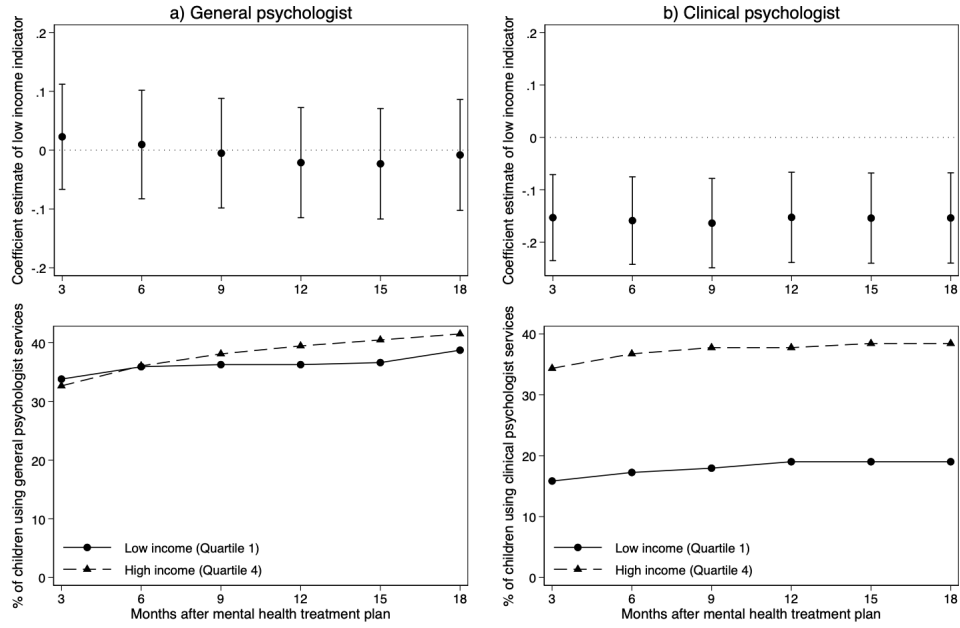 a) General psychologist
Coefficient estimate of low income indicator
.2
.1
0
-.1
-.2
3 6 9 12 15 18
b) Clinical psychologist
Coefficient estimate of low income indicator
.2
.1
0
-.1
-.2
3 6 9 12 15 18
% of children using general psychologist services
40
30
20
10
0
Low income (Quartile 1)
High income (Quartile 4)
3 6 9 12 15 18
Months after mental health treatment plan
% of children using clinical psychologist services
40
30
20
10
0
Low income (Quartile 1)
High income (Quartile 4)
3 6 9 12 15 18
Months after mental health treatment plan